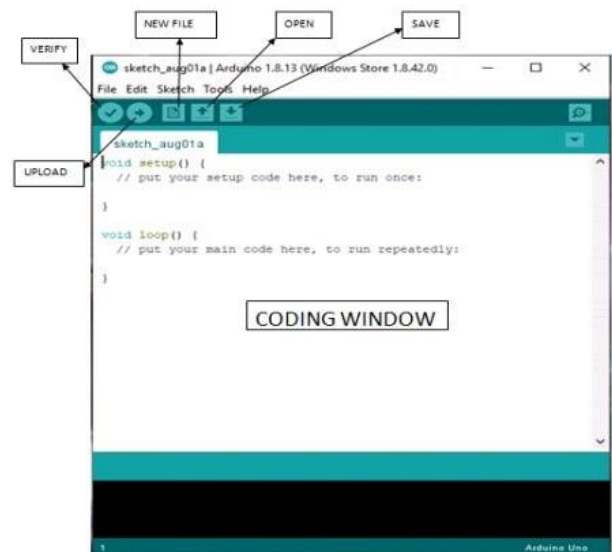 NEW FILE
OPEN
SAVE
VERIFY
sketch_aug01a | Arduino 1.8.13 (Windows Store 1.8.42.0)
File Edit Sketch Tools Help
sketch_aug01a
UPLOAD
void setup() {
// put your setup code here, to run once:
}
void loop() {
// put your main code here, to run repeatedly:
}
CODING WINDOW
1
Arduino Uno